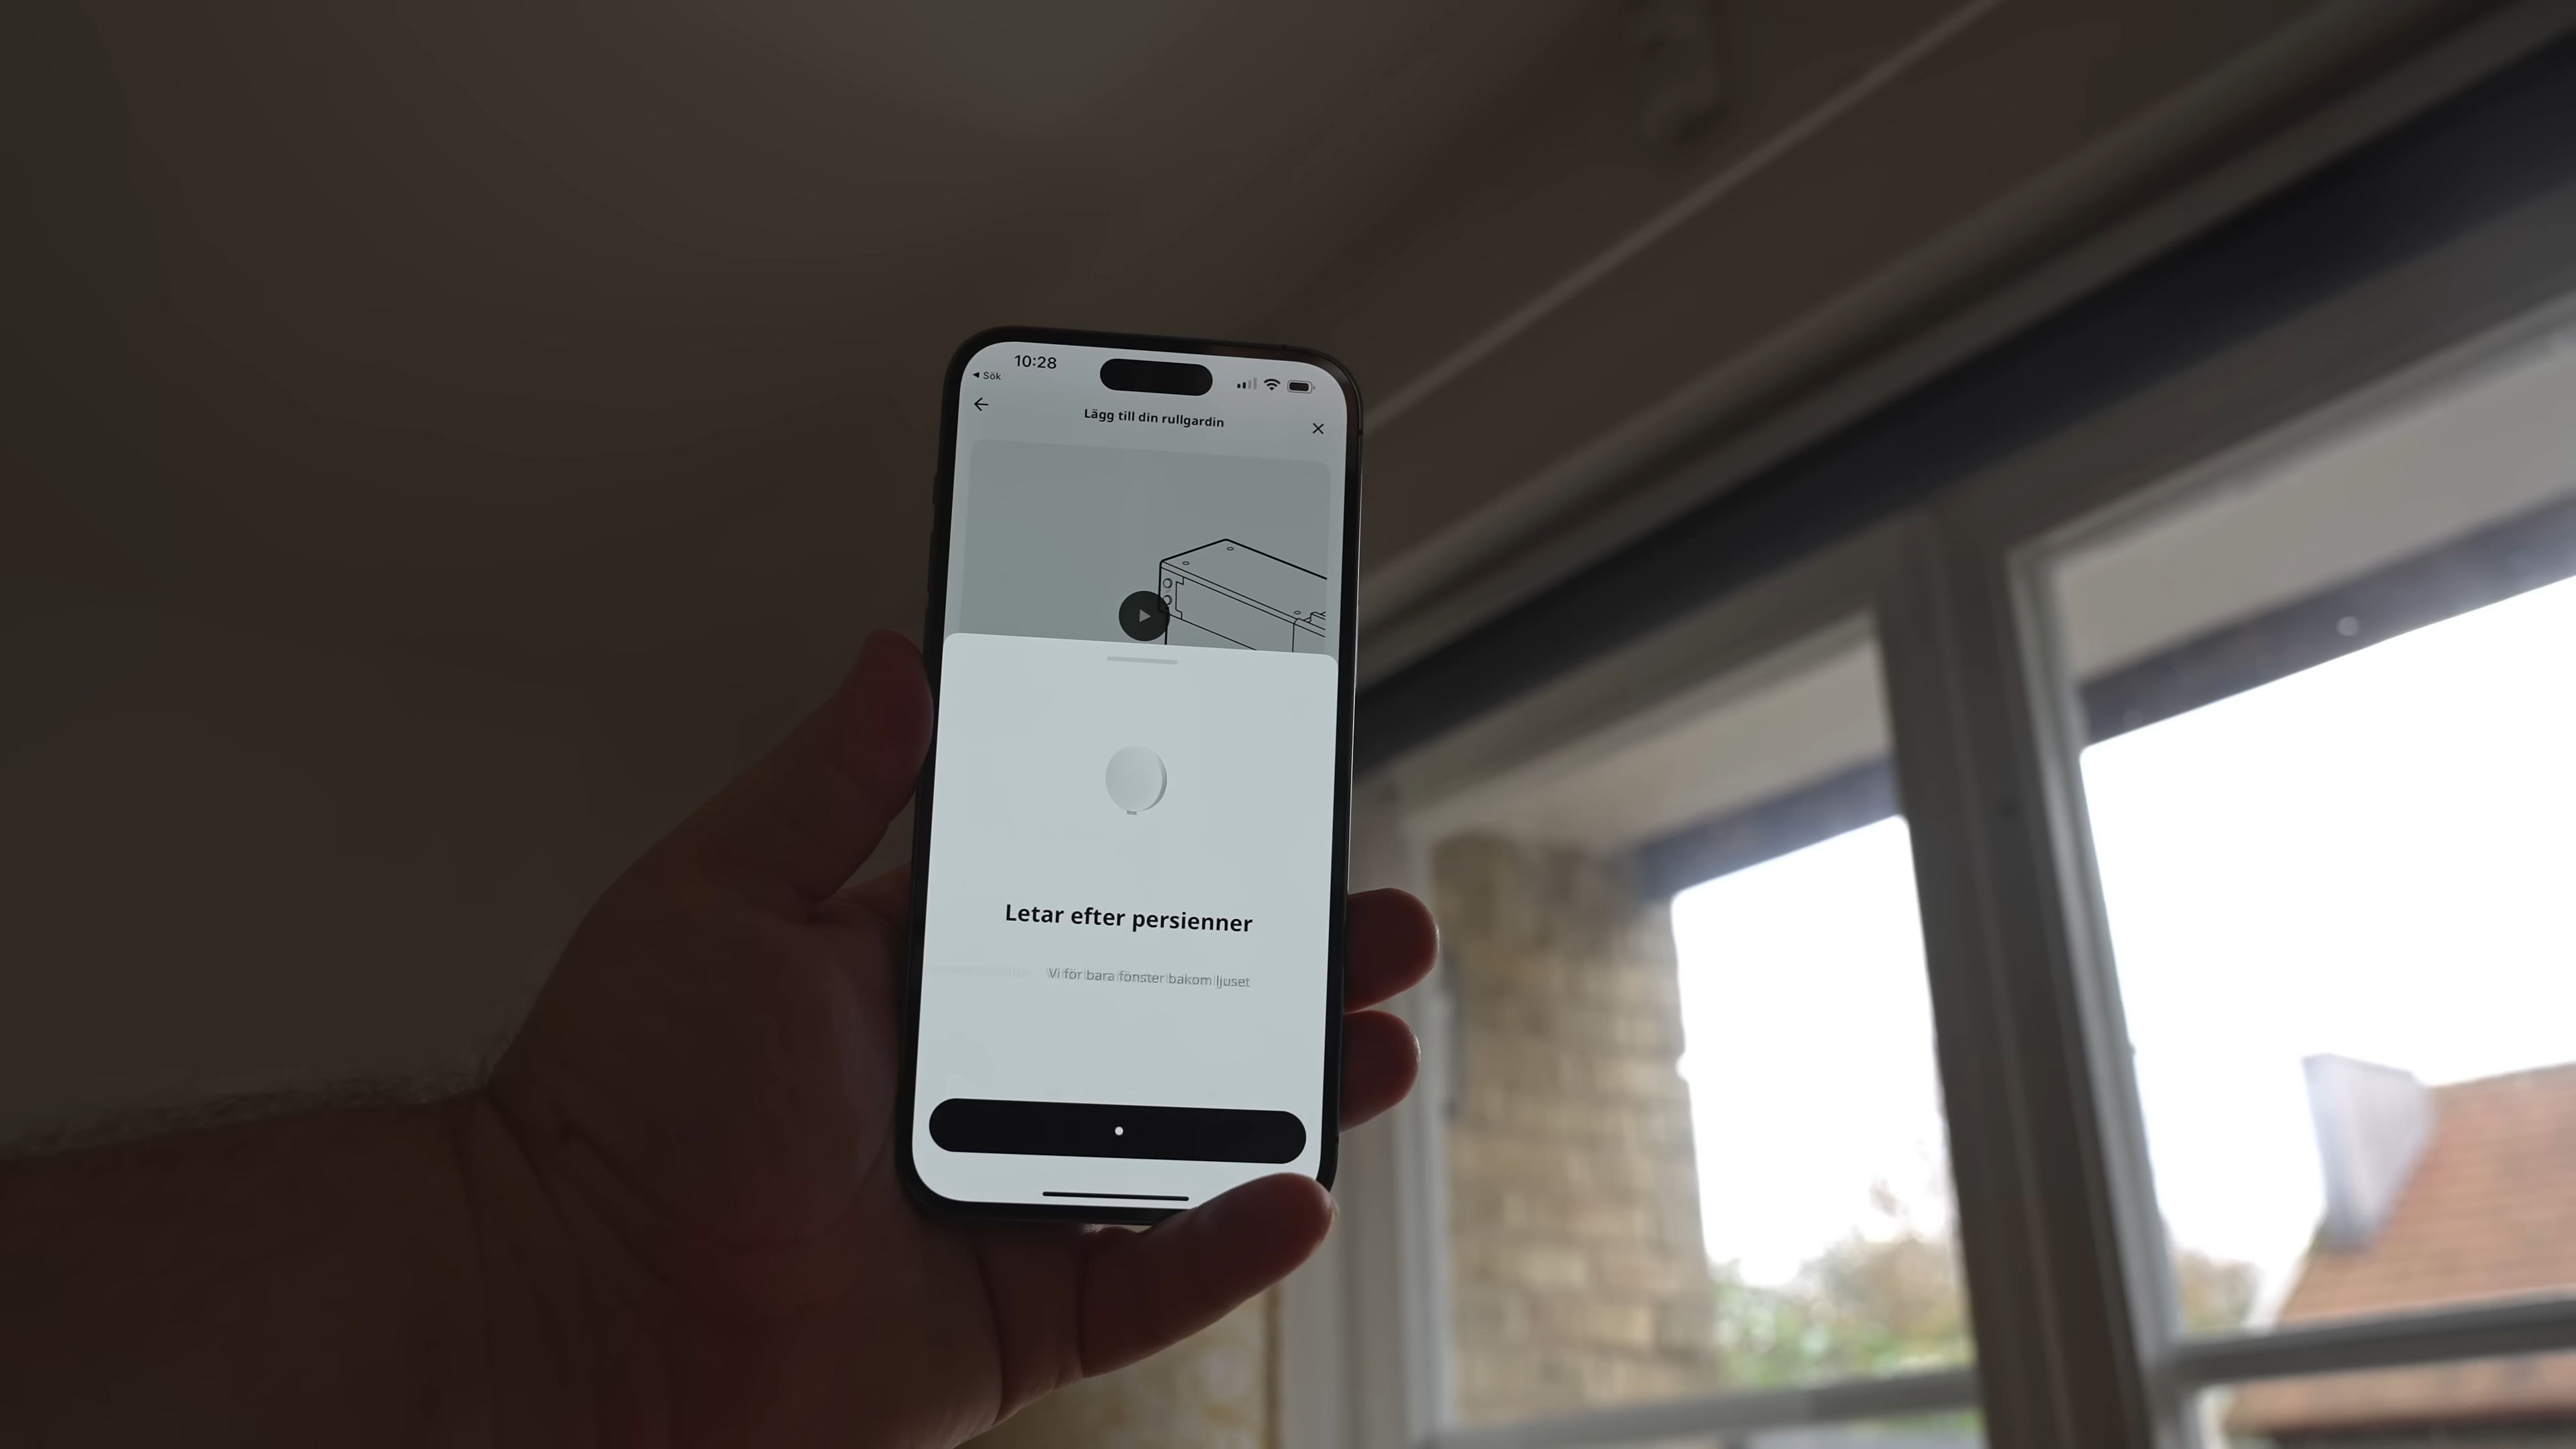 10:28
◀ Sök
Lägg till din rullgardin
Letar efter persienner
Vi för bara fönster bakom ljuset